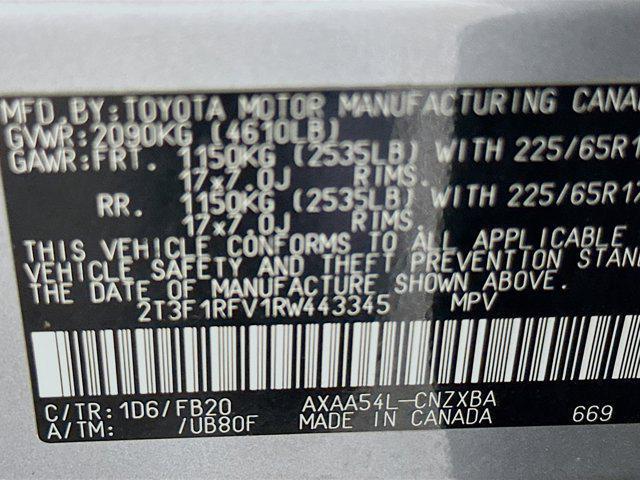 MFD. BY: TOYOTA MOTOR MANUFACTURING CANA
GVWR: 2090KG (4610LB)
GAWR: FRT. 1150KG (2535LB) WITH 225/65R1
17x7.0J RIMS.
RR. 1150KG (2535LB) WITH 225/65R17
17x7.0J RIMS.
THIS VEHICLE CONFORMS TO ALL APPLICABLE
VEHICLE SAFETY AND THEFT PREVENTION STAN
THE DATE OF MANUFACTURING SHOWN ABOVE.
2T3F1RFV1RW443345 MPV
C/TR: 1D6/FB20 AXAA54L-CNZXBA
A/TM: /UB80F MADE IN CANADA 669